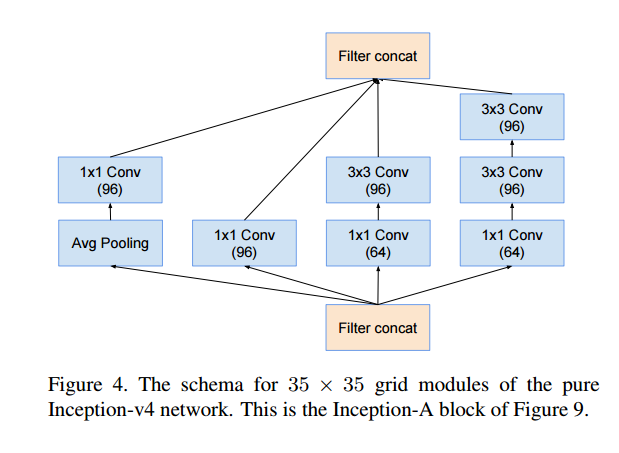 Filter concat
3x3 Conv
(96)
1x1 Conv
(96)
3x3 Conv
(96)
3x3 Conv
(96)
Avg Pooling
1x1 Conv
(96)
1x1 Conv
(64)
1x1 Conv
(64)
Filter concat
Figure 4. The schema for 35 × 35 grid modules of the pure
Inception-v4 network. This is the Inception-A block of Figure 9.